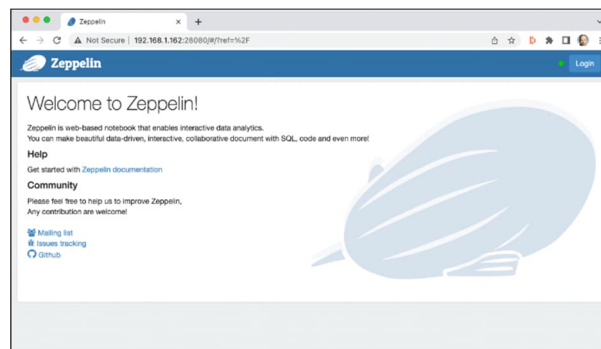 Zeppelin
Not Secure | 192.168.1.162:28080/#/?ref=%2F
Zeppelin
Login
Welcome to Zeppelin!
Zeppelin is web-based notebook that enables interactive data analytics.
You can make beautiful data-driven, interactive, collaborative document with SQL, code and even more!
Help
Get started with Zeppelin documentation
Community
Please feel free to help us to improve Zeppelin,
Any contribution are welcome!
Mailing list
Issues tracking
Github